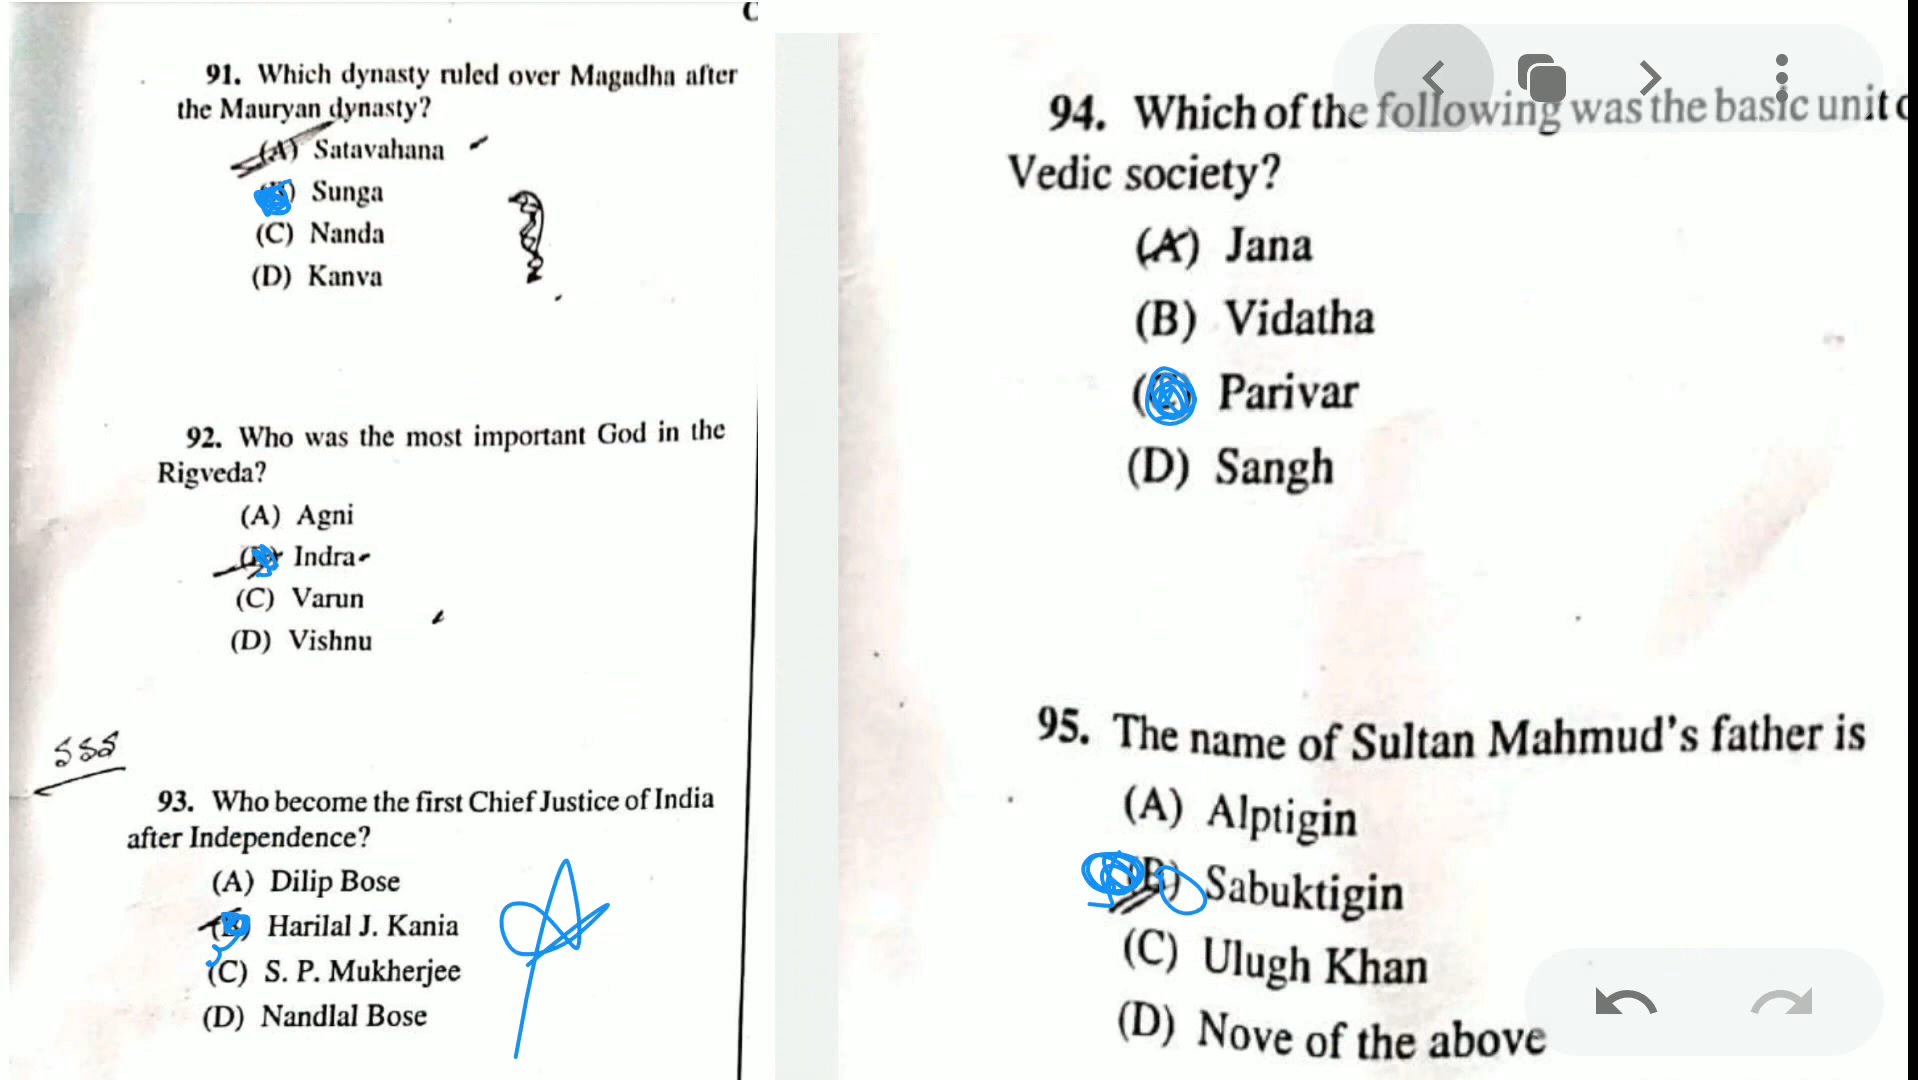 91. Which dynasty ruled over Magadha after
the Mauryan dynasty?
(A) Satavahana
Sunga
(C) Nanda
(D) Kanva
92. Who was the most important God in the
Rigveda?
(A) Agni
Indra
(C) Varun
(D) Vishnu
93. Who become the first Chief Justice of India
after Independence?
(A) Dilip Bose
Harilal J. Kania
(C) S. P. Mukherjee
(D) Nandlal Bose
94. Which of the following was the basic unit
Vedic society?
(A) Jana
(B) Vidatha
Parivar
(D) Sangh
95. The name of Sultan Mahmud's father is
(A) Alptigin
(B) Sabuktigin
(C) Ulugh Khan
(D) Nove of the above